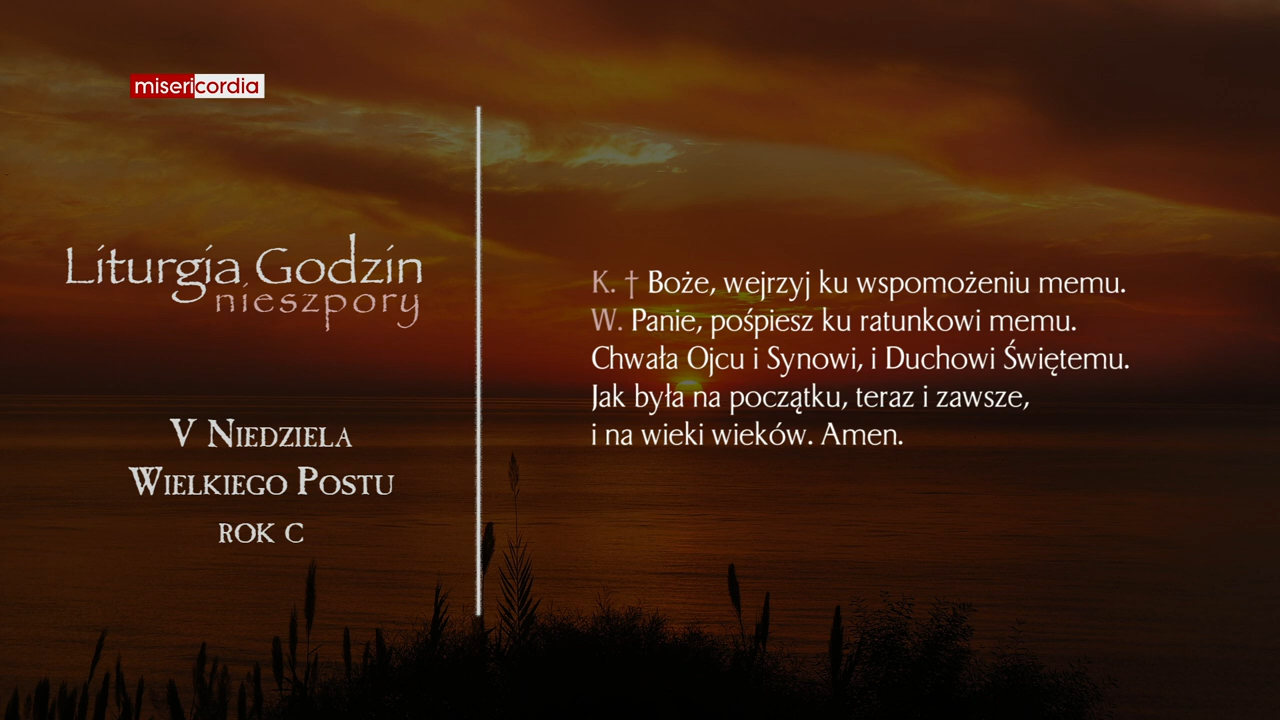 misericordia
Liturgia Godzin
nieszpory
V Niedziela
Wielkiego Postu
rok C
K. † Boże, wejrzyj ku wspomożeniu memu.
W. Panie, pośpiesz ku ratunkowi memu.
Chwała Ojcu i Synowi, i Duchowi Świętemu.
Jak była na początku, teraz i zawsze,
i na wieki wieków. Amen.